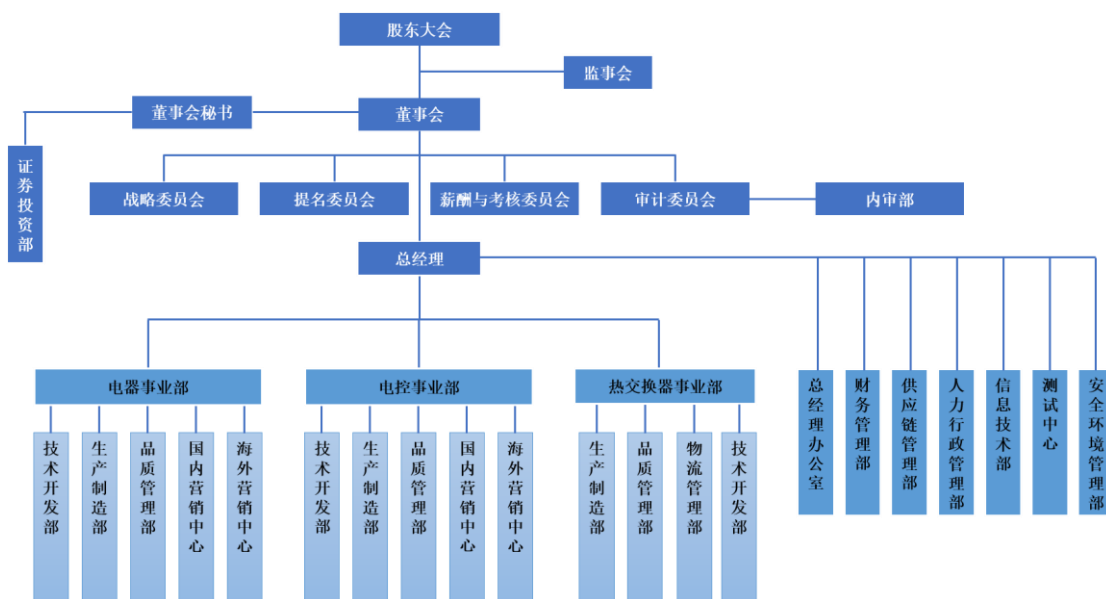 股东大会
监事会
董事会秘书
董事会
证券投资部
战略委员会
提名委员会
薪酬与考核委员会
审计委员会
内审部
总经理
电器事业部
电控事业部
热交换器事业部
总经理办公室
财务管理部
供应链管理部
人力行政管理部
信息技术部
测试中心
安全环境管理部
技术开发部
生产制造部
品质管理部
国内营销中心
海外营销中心
技术开发部
生产制造部
品质管理部
国内营销中心
海外营销中心
生产制造部
品质管理部
物流管理部
技术开发部